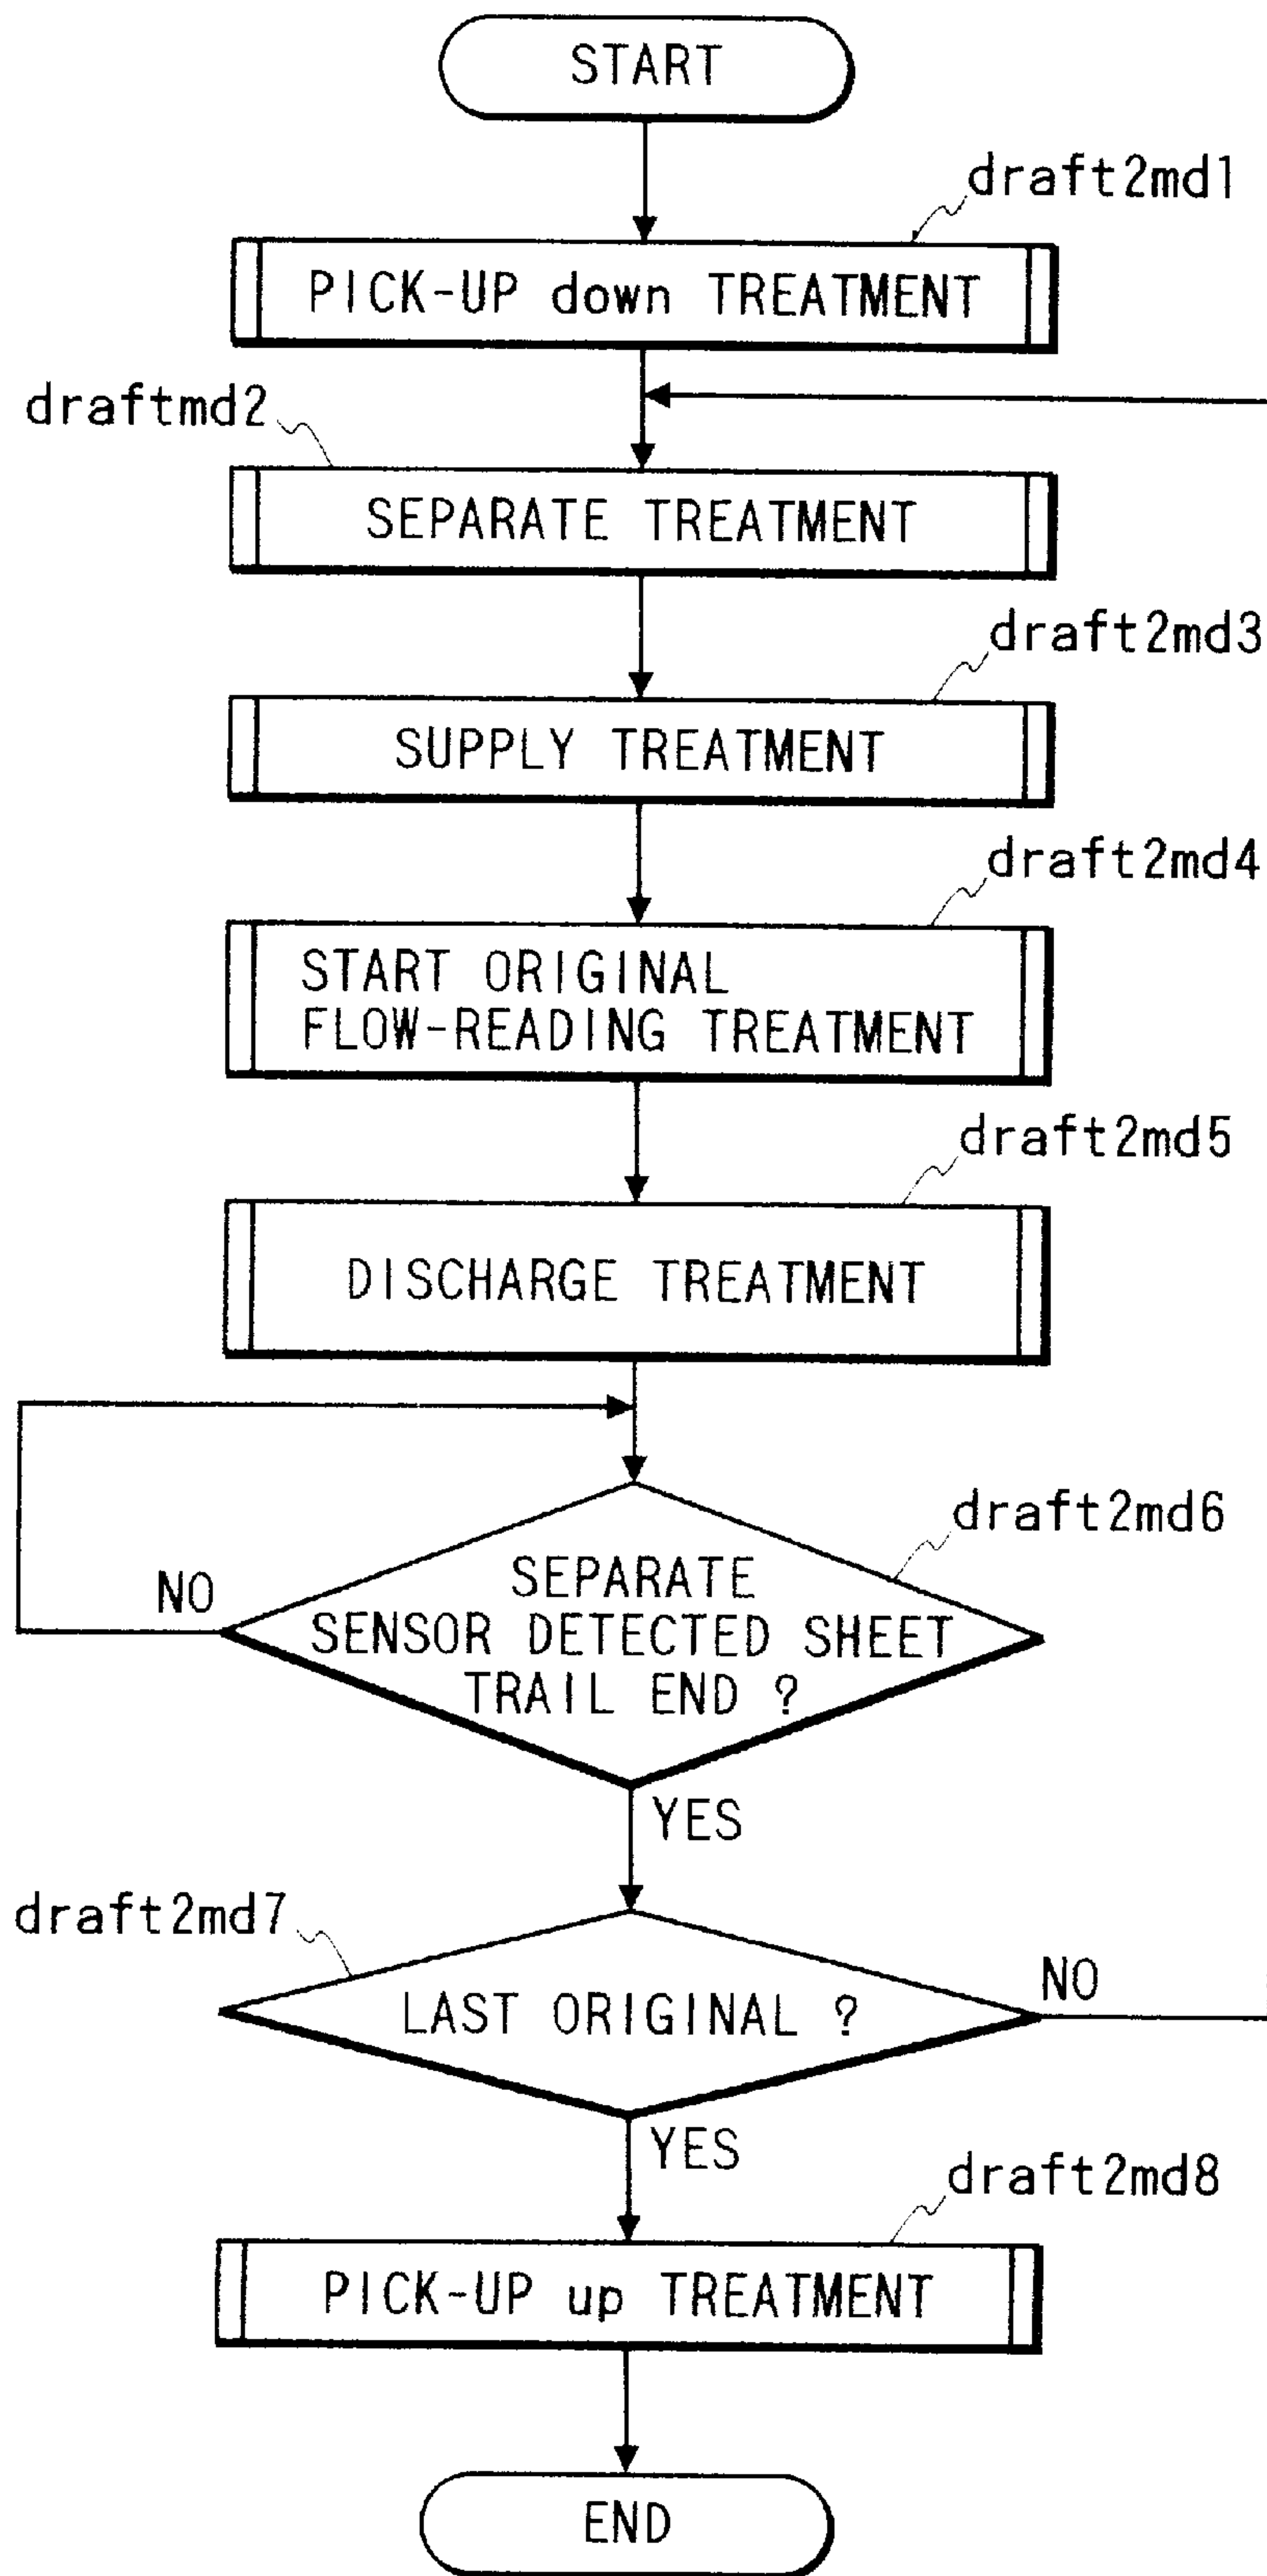 START
draft2md1
PICK-UP down TREATMENT
draftmd2
SEPARATE TREATMENT
draft2md3
SUPPLY TREATMENT
draft2md4
START ORIGINAL
FLOW-READING TREATMENT
draft2md5
DISCHARGE TREATMENT
draft2md6
NO
SEPARATE
SENSOR DETECTED SHEET
TRAIL END ?
YES
draft2md7
NO
LAST ORIGINAL ?
YES
draft2md8
PICK-UP up TREATMENT
END